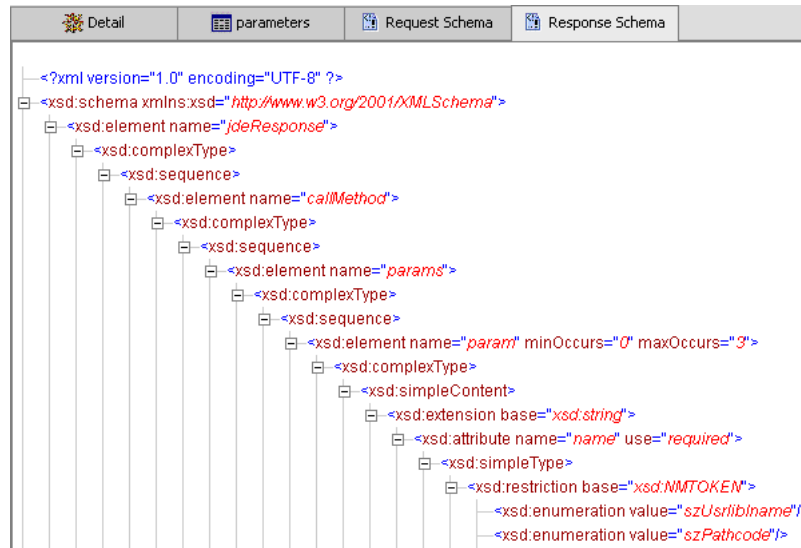 Detail parameters Request Schema Response Schema
<?xml version="1.0" encoding="UTF-8" ?>
<xsd:schema xmlns:xsd="http://www.w3.org/2001/XMLSchema">
<xsd:element name="jdeResponse">
<xsd:complexType>
<xsd:sequence>
<xsd:element name="callMethod">
<xsd:complexType>
<xsd:sequence>
<xsd:element name="params">
<xsd:complexType>
<xsd:sequence>
<xsd:element name="param" minOccurs="0" maxOccurs="3">
<xsd:complexType>
<xsd:simpleContent>
<xsd:extension base="xsd:string">
<xsd:attribute name="name" use="required">
<xsd:simpleType>
<xsd:restriction base="xsd:NMTOKEN">
<xsd:enumeration value="szUsrliblname"/
<xsd:enumeration value="szPathcode"/>